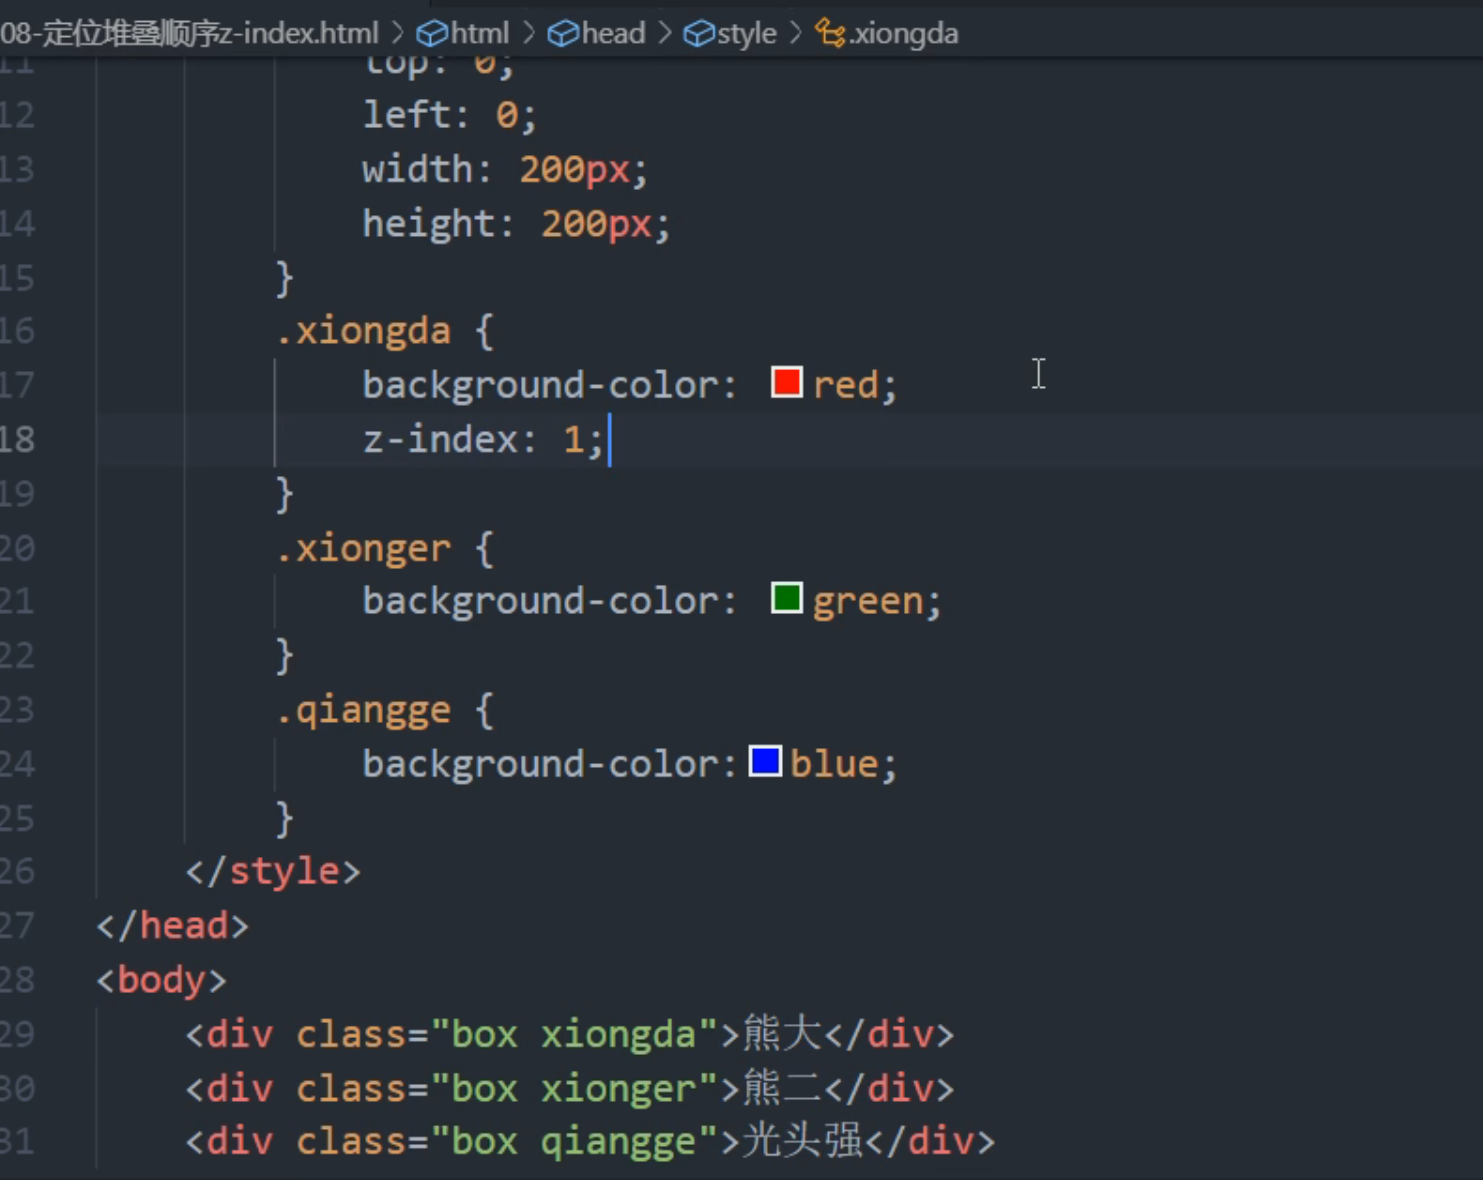 08-定位堆叠顺序z-index.html > html > head > style > .xiongda
11 top: 0;
12 left: 0;
13 width: 200px;
14 height: 200px;
15 }
16 .xiongda {
17 background-color: red;
18 z-index: 1;
19 }
20 .xionger {
21 background-color: green;
22 }
23 .qiangge {
24 background-color: blue;
25 }
26 </style>
27 </head>
28 <body>
29 <div class="box xiongda">熊大</div>
30 <div class="box xionger">熊二</div>
31 <div class="box qiangge">光头强</div>